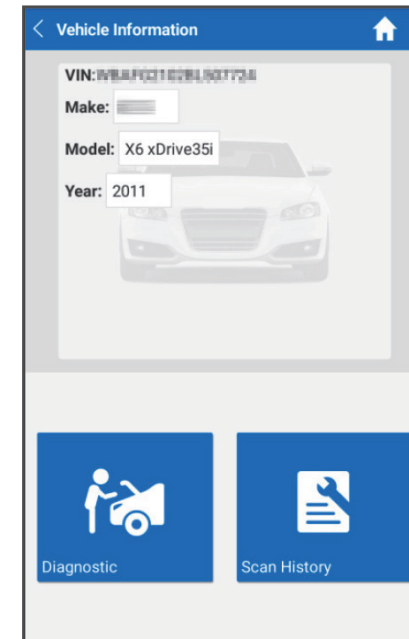 Vehicle Information
VIN:
Make:
Model: X6 xDrive35i
Year: 2011
Diagnostic
Scan History